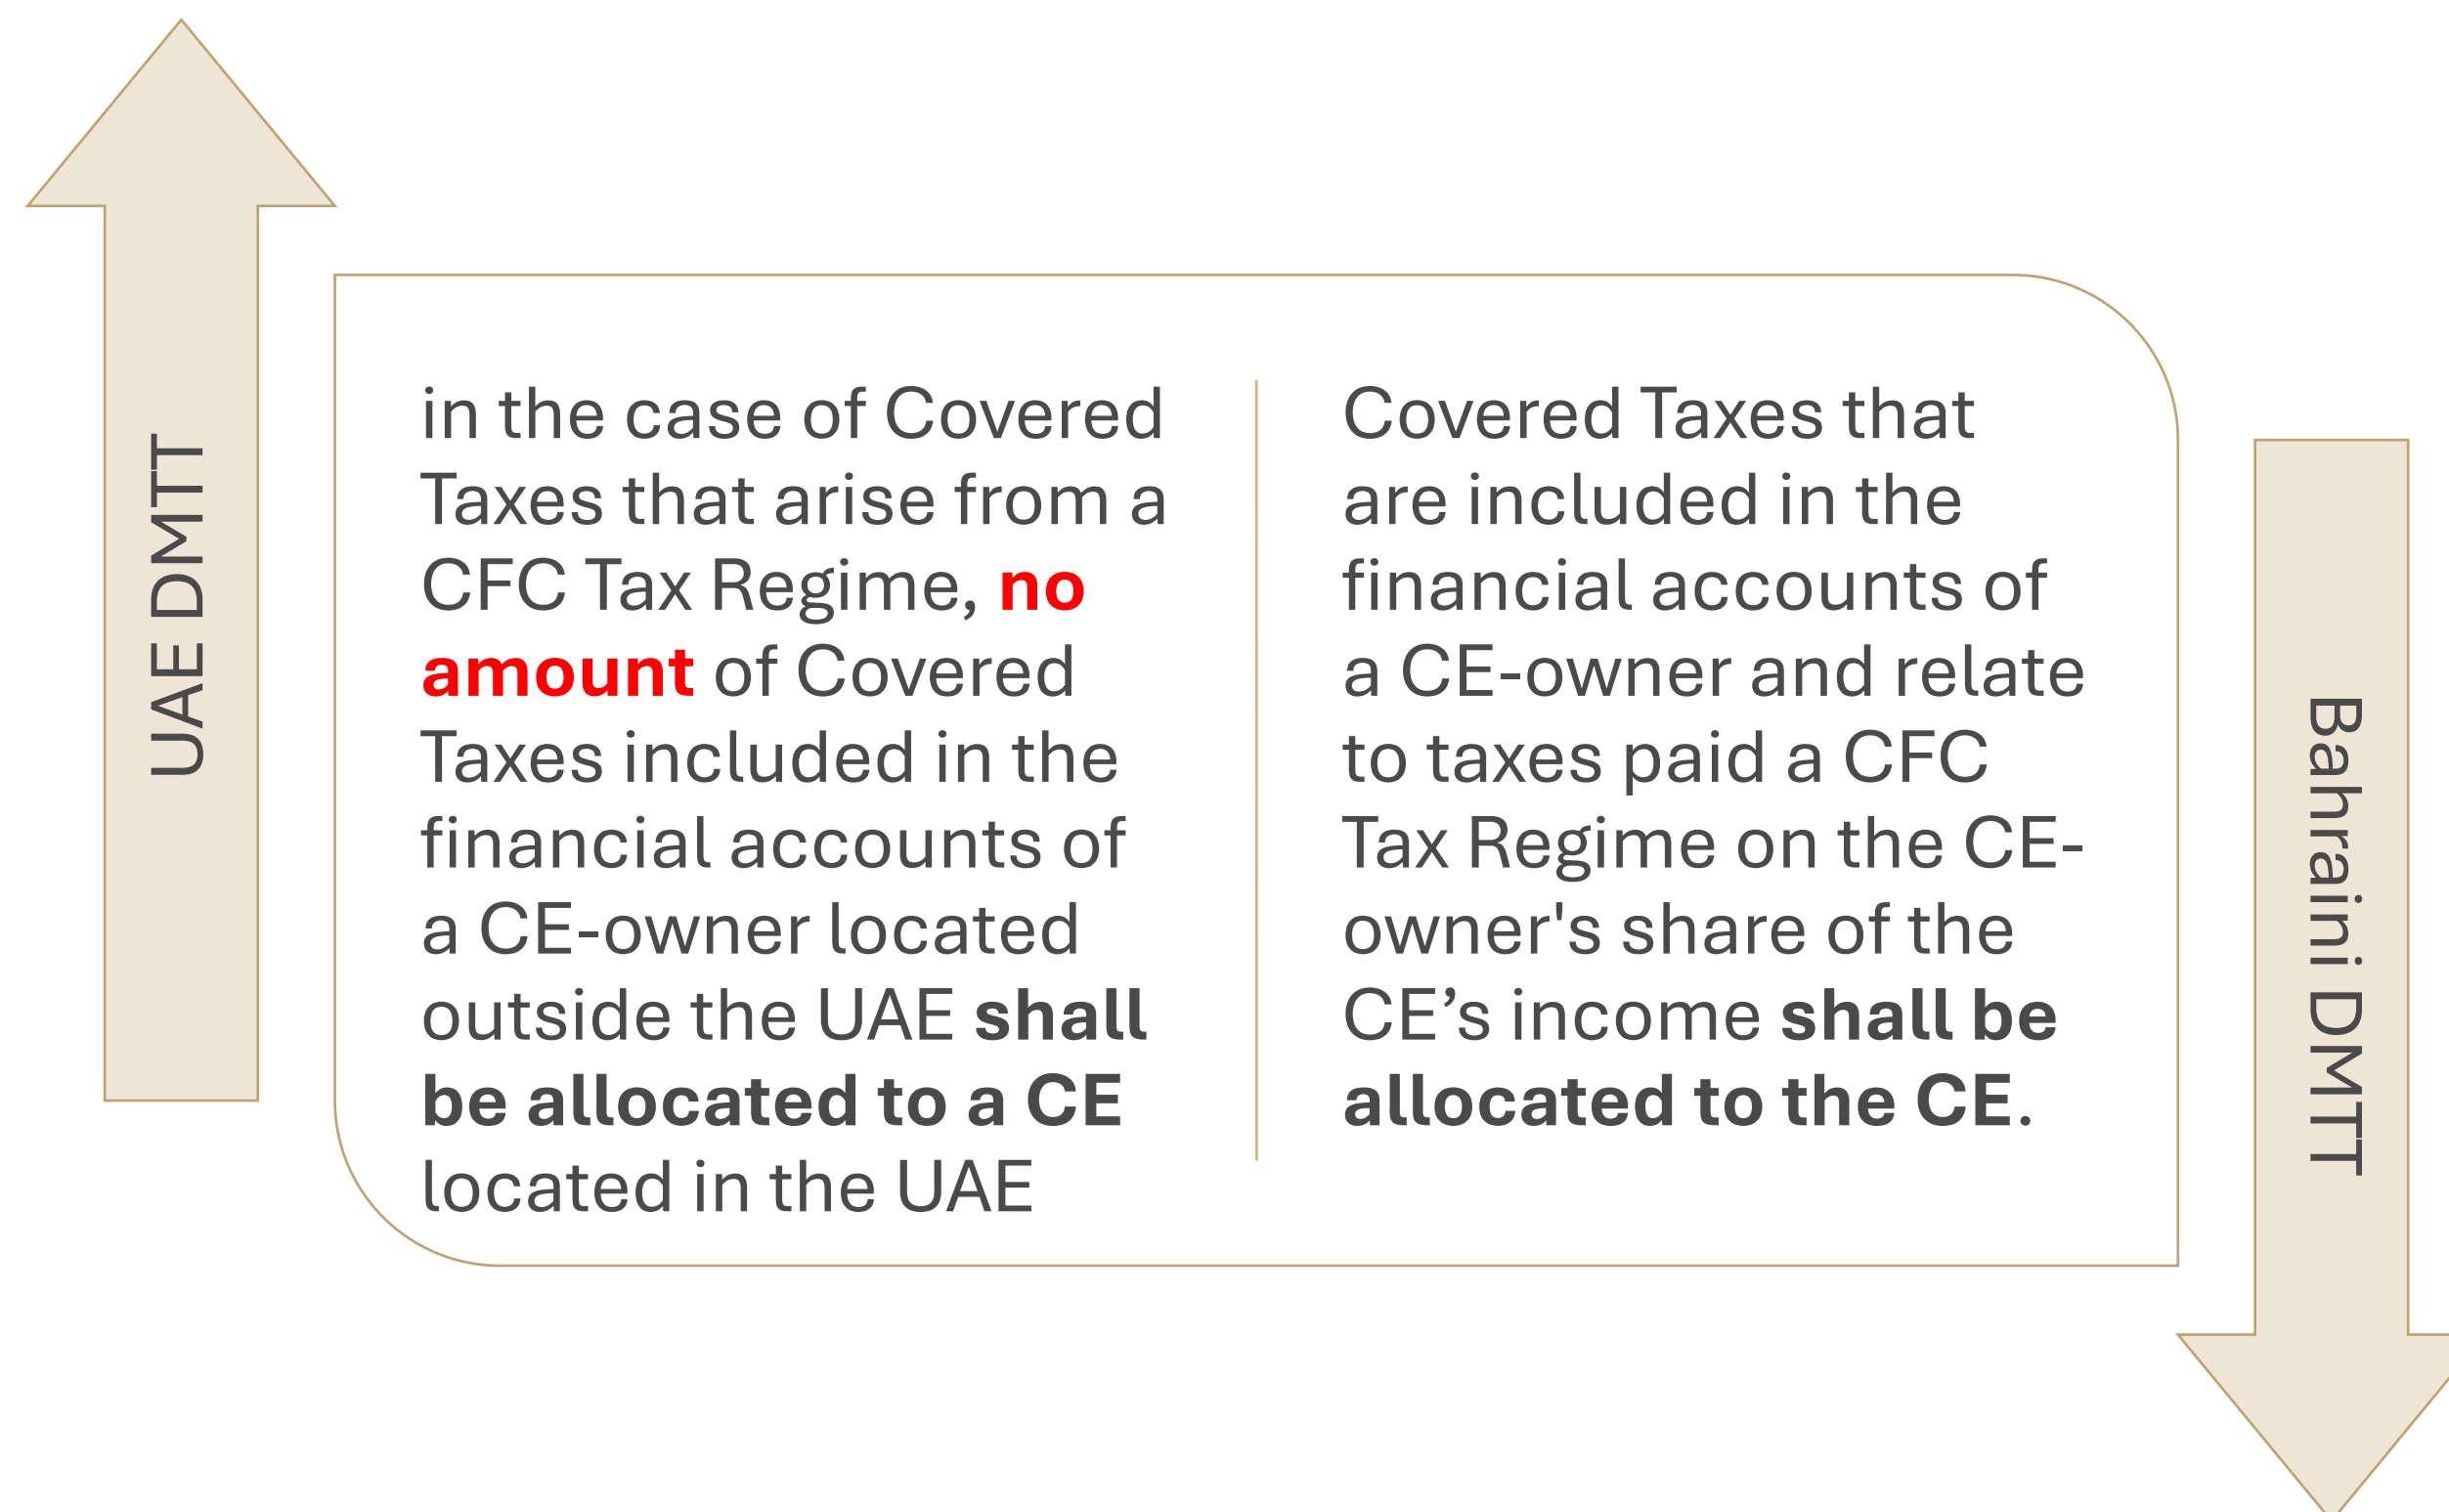 UAE DMTT
in the case of Covered
Taxes that arise from a
CFC Tax Regime, no
amount of Covered
Taxes included in the
financial accounts of
a CE-owner located
outside the UAE shall
be allocated to a CE
located in the UAE
Covered Taxes that
are included in the
financial accounts of
a CE-owner and relate
to taxes paid a CFC
Tax Regime on the CE-
owner's share of the
CE’s income shall be
allocated to the CE.
Bahraini DMTT